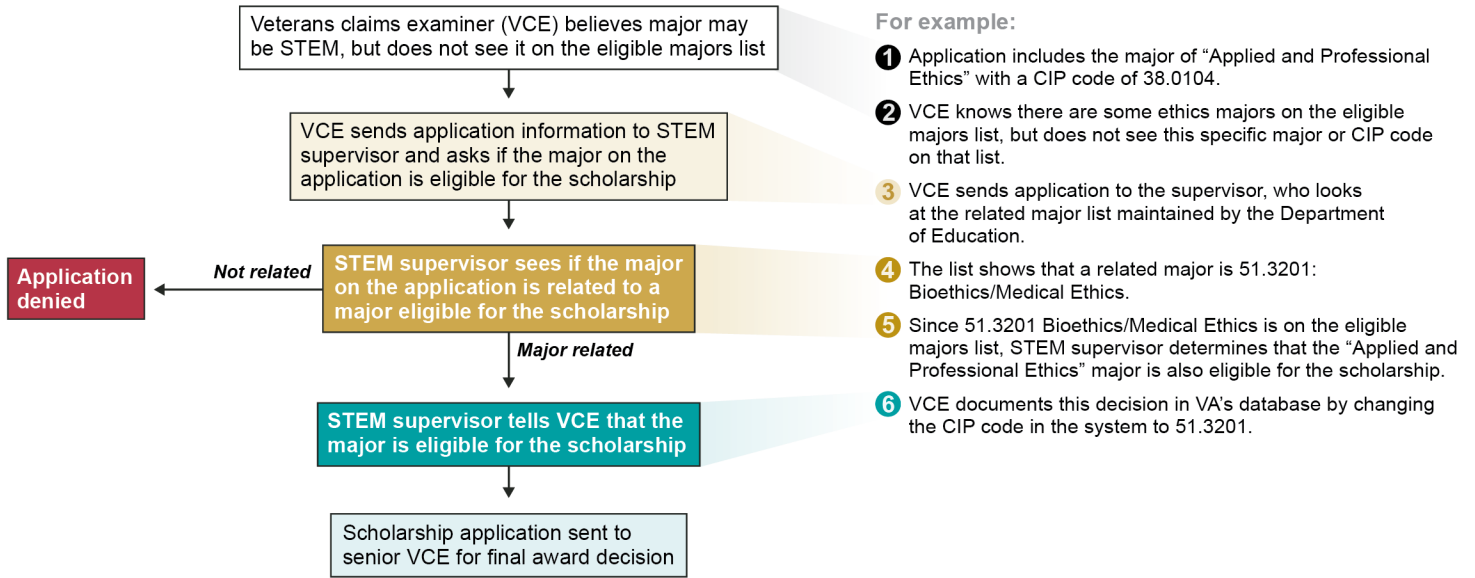 Veterans claims examiner (VCE) believes major may
be STEM, but does not see it on the eligible majors list
VCE sends application information to STEM
supervisor and asks if the major on the
application is eligible for the scholarship
STEM supervisor sees if the major
on the application is related to a
major eligible for the scholarship
Not related
Application
denied
Major related
STEM supervisor tells VCE that the
major is eligible for the scholarship
Scholarship application sent to
senior VCE for final award decision
For example:
1 Application includes the major of “Applied and Professional
Ethics” with a CIP code of 38.0104.
2 VCE knows there are some ethics majors on the eligible
majors list, but does not see this specific major or CIP code
on that list.
3 VCE sends application to the supervisor, who looks
at the related major list maintained by the Department
of Education.
4 The list shows that a related major is 51.3201:
Bioethics/Medical Ethics.
5 Since 51.3201 Bioethics/Medical Ethics is on the eligible
majors list, STEM supervisor determines that the “Applied and
Professional Ethics” major is also eligible for the scholarship.
6 VCE documents this decision in VA’s database by changing
the CIP code in the system to 51.3201.